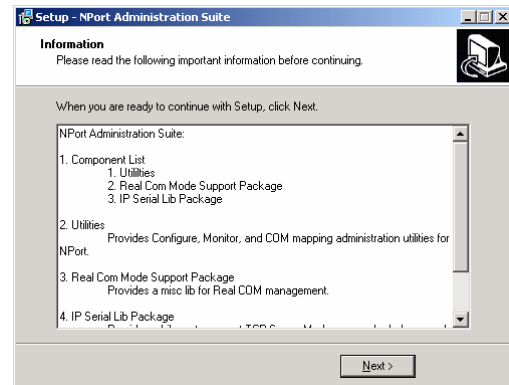 Setup - NPort Administration Suite
Information
Please read the following important information before continuing.
When you are ready to continue with Setup, click Next.
NPort Administration Suite:
1. Component List
1. Utilities
2. Real Com Mode Support Package
3. IP Serial Lib Package
2. Utilities
Provides Configure, Monitor, and COM mapping administration utilities for
NPort.
3. Real Com Mode Support Package
Provides a misc lib for Real COM management.
4. IP Serial Lib Package
Next >